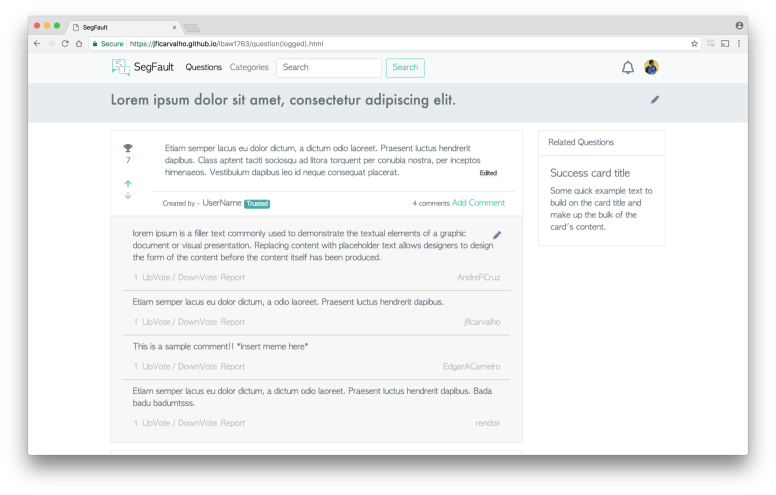 SegFault
Secure https://jflcarvalho.github.io/lbaw1763/question(logged).html
SegFault Questions Categories Search Search
Lorem ipsum dolor sit amet, consectetur adipiscing elit.
7
Etiam semper lacus eu dolor dictum, a dictum odio laoreet. Praesent luctus hendrerit
dapibus. Class aptent taciti sociosqu ad litora torquent per conubia nostra, per inceptos
himenaeos. Vestibulum dapibus leo id neque consequat placerat.
Edited
Created by - UserName Trusted
4 comments Add Comment
lorem ipsum is a filler text commonly used to demonstrate the textual elements of a graphic
document or visual presentation. Replacing content with placeholder text allows designers to design
the form of the content before the content itself has been produced.
1 UpVote / DownVote Report AndreFCruz
Etiam semper lacus eu dolor dictum, a odio laoreet. Praesent luctus hendrerit dapibus.
1 UpVote / DownVote Report jflcarvalho
This is a sample comment!! *Insert meme here*
1 UpVote / DownVote Report EdgarACarneiro
Etiam semper lacus eu dolor dictum, a dictum odio laoreet. Praesent luctus hendrerit dapibus. Bada
badu badumtsss.
1 UpVote / DownVote Report rendoir
Related Questions
Success card title
Some quick example text to
build on the card title and
make up the bulk of the
card's content.